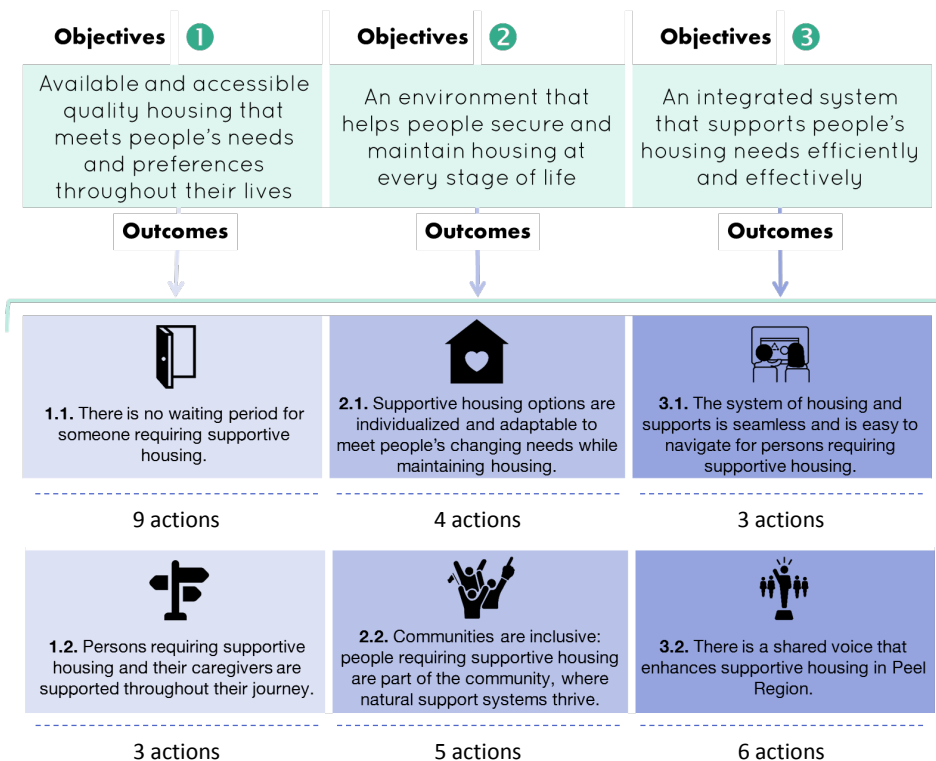 Objectives 1
Available and accessible
quality housing that
meets people's needs
and preferences
throughout their lives
Outcomes
Objectives 2
An environment that
helps people secure and
maintain housing at
every stage of life
Outcomes
Objectives 3
An integrated system
that supports people's
housing needs efficiently
and effectively
Outcomes
1.1. There is no waiting period for
someone requiring supportive
housing.
9 actions
2.1. Supportive housing options are
individualized and adaptable to
meet people's changing needs while
maintaining housing.
4 actions
3.1. The system of housing and
supports is seamless and is easy to
navigate for persons requiring
supportive housing.
3 actions
1.2. Persons requiring supportive
housing and their caregivers are
supported throughout their journey.
3 actions
2.2. Communities are inclusive:
people requiring supportive housing
are part of the community, where
natural support systems thrive.
5 actions
3.2. There is a shared voice that
enhances supportive housing in Peel
Region.
6 actions